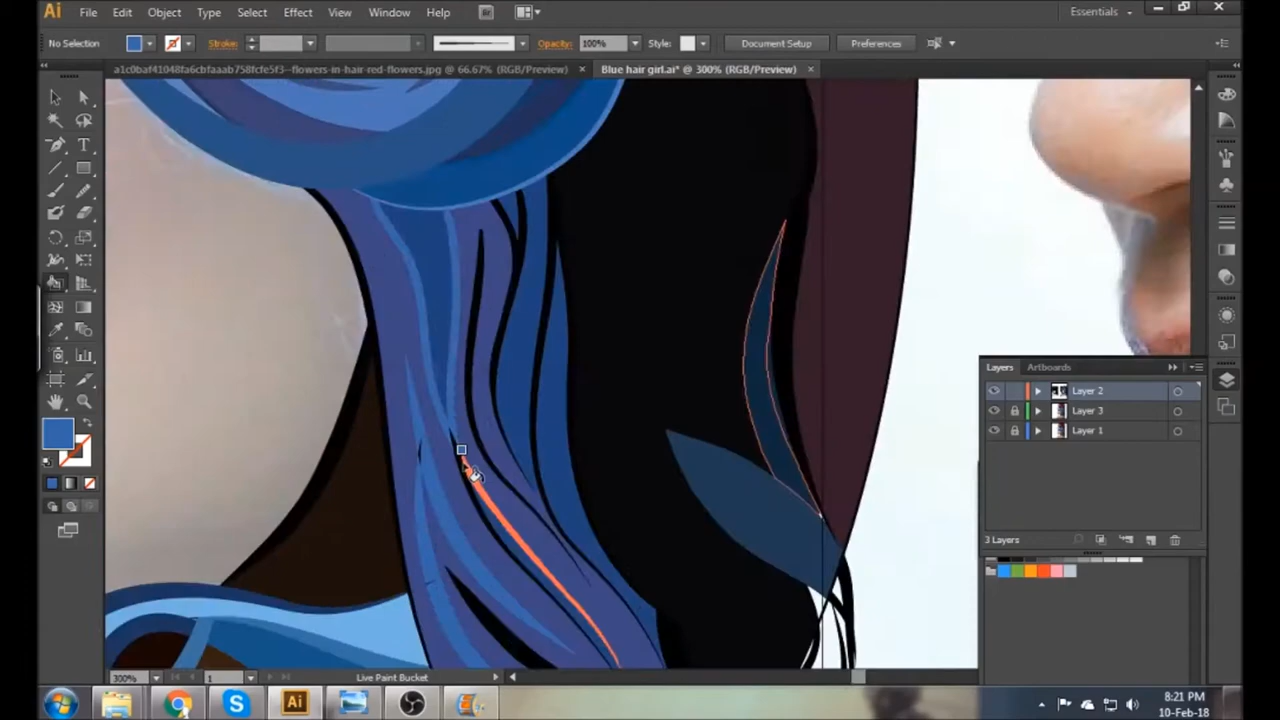 Ai File Edit Object Type Select Effect View Window Help Br Essentials
No Selection Stroke: Opacity: 100% Style: Document Setup Preferences
a1c0baf41048fa6cbfaaab758fcfe5f3--flowers-in-hair-red-flowers.jpg @ 66.67% (RGB/Preview) × Blue hair girl.ai* @ 300% (RGB/Preview) ×
Layers Artboards
Layer 2
Layer 3
Layer 1
3 Layers
300% 1 Live Paint Bucket
8:21 PM
10-Feb-18